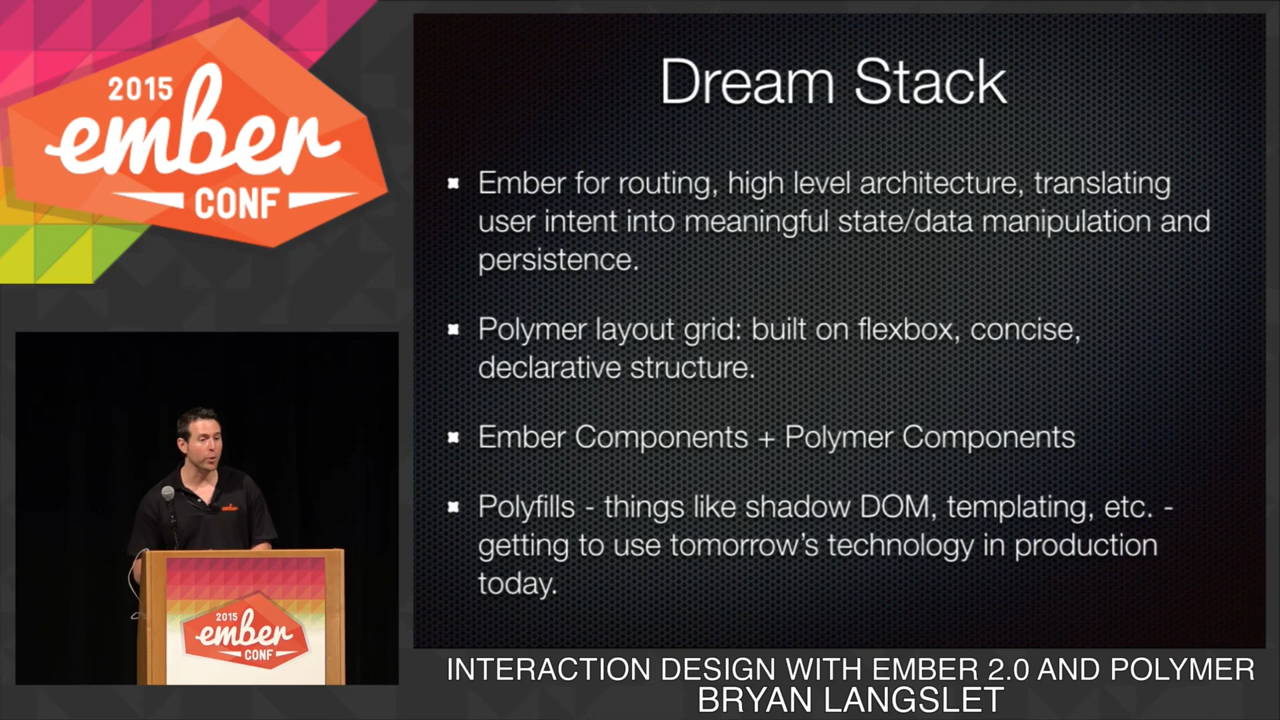 2015
ember
CONF
Dream Stack
Ember for routing, high level architecture, translating
user intent into meaningful state/data manipulation and
persistence.
Polymer layout grid: built on flexbox, concise,
declarative structure.
Ember Components + Polymer Components
Polyfills - things like shadow DOM, templating, etc. -
getting to use tomorrow's technology in production
today.
2015
ember
CONF
INTERACTION DESIGN WITH EMBER 2.0 AND POLYMER
BRYAN LANGSLET